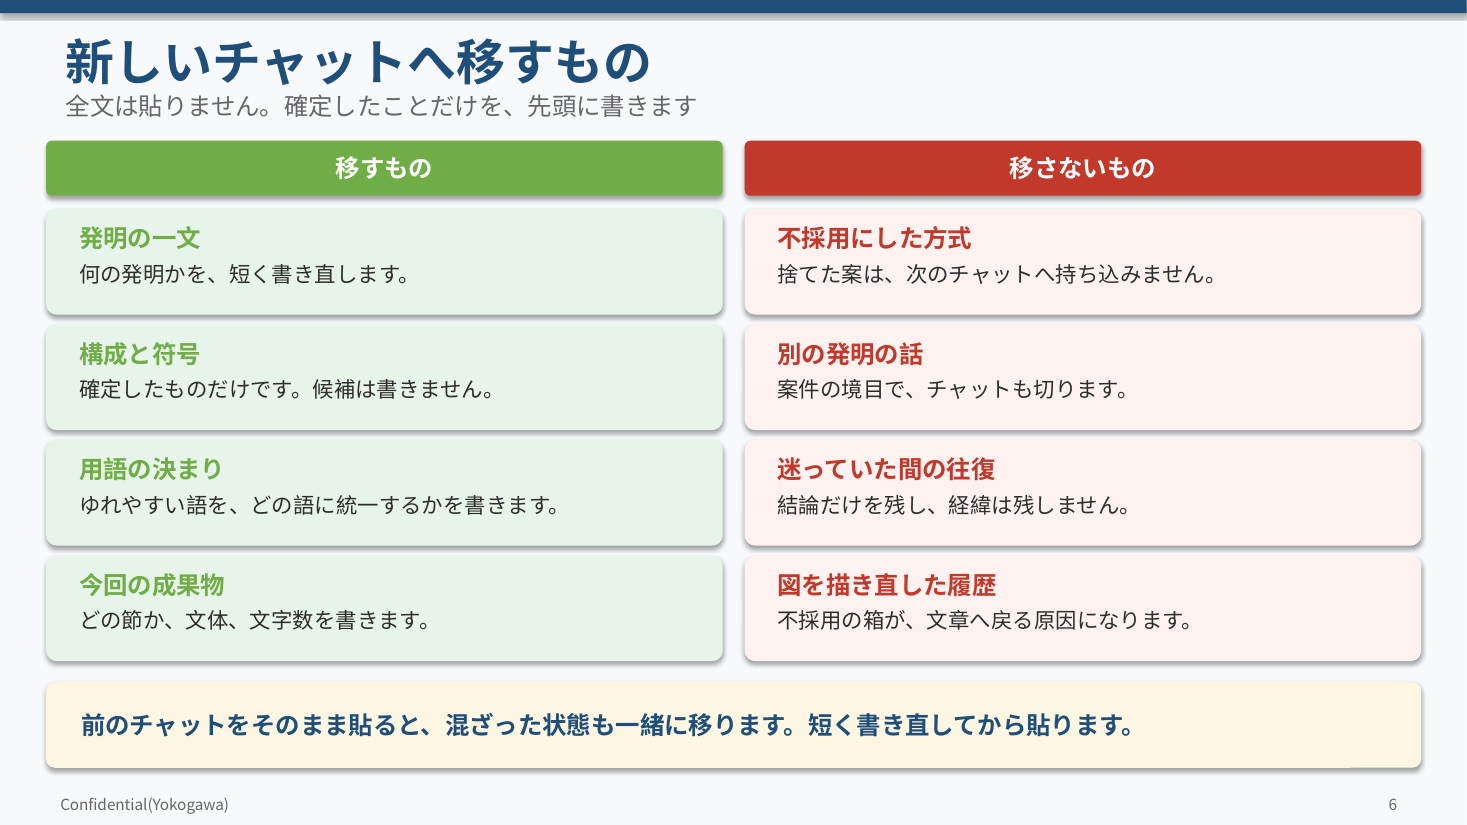 新しいチャットへ移すもの
全文は貼りません。確定したことだけを、先頭に書きます
移すもの
発明の一文
何の発明かを、短く書き直します。
構成と符号
確定したものだけです。候補は書きません。
用語の決まり
ゆれやすい語を、どの語に統一するかを書きます。
今回の成果物
どの節か、文体、文字数を書きます。
移さないもの
不採用にした方式
捨てた案は、次のチャットへ持ち込みません。
別の発明の話
案件の境目で、チャットも切ります。
迷っていた間の往復
結論だけを残し、経緯は残しません。
図を描き直した履歴
不採用の箱が、文章へ戻る原因になります。
前のチャットをそのまま貼ると、混ざった状態も一緒に移ります。短く書き直してから貼ります。
Confidential(Yokogawa)
6